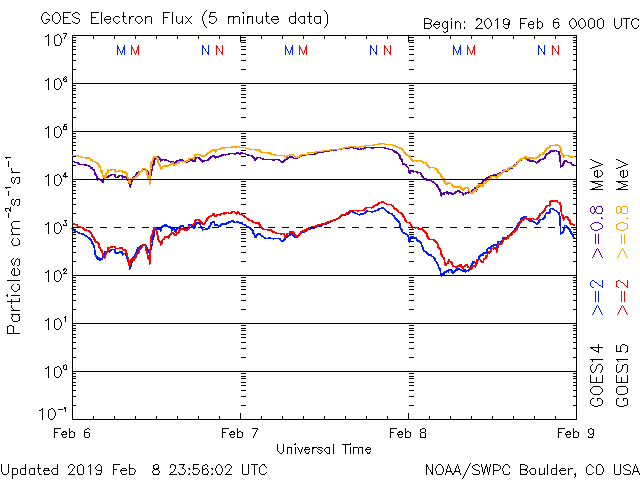 GOES Electron Flux (5 minute data)
Begin: 2019 Feb 6 0000 UTC
10⁷
M M N N M M N N M M N N
10⁶
10⁵
10⁴
10³
10²
10¹
10⁰
10⁻¹
Particles cm⁻²s⁻¹sr⁻¹
Feb 6 Feb 7 Feb 8 Feb 9
Universal Time
GOES14 >=2 >=0.8 MeV
GOES15 >=2 >=0.8 MeV
Updated 2019 Feb 8 23:56:02 UTC
NOAA/SWPC Boulder, CO USA